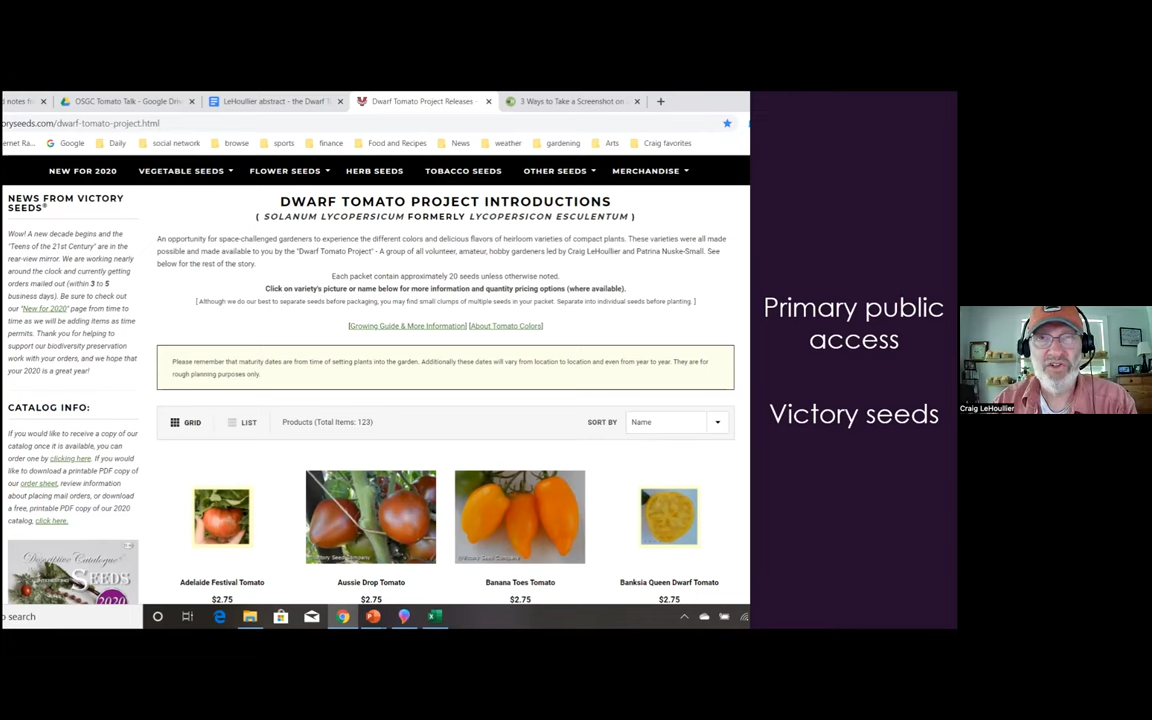 d notes fr
OSGC Tomato Talk - Google Driv
LeHoullier abstract - the Dwarf T
Dwarf Tomato Project Releases -
3 Ways to Take a Screenshot on
oryseeds.com/dwarf-tomato-project.html
ernet Ra...
Google
Daily
social network
browse
sports
finance
Food and Recipes
News
weather
gardening
Arts
Craig favorites
NEW FOR 2020
VEGETABLE SEEDS
FLOWER SEEDS
HERB SEEDS
TOBACCO SEEDS
OTHER SEEDS
MERCHANDISE
NEWS FROM VICTORY
SEEDS®
Wow! A new decade begins and the
"Teens of the 21st Century" are in the
rear-view mirror. We are working nearly
around the clock and currently getting
orders mailed out (within 3 to 5
business days). Be sure to check out
our "New for 2020" page from time to
time as we will be adding items as time
permits. Thank you for helping to
support our biodiversity preservation
work with your orders, and we hope that
your 2020 is a great year!
CATALOG INFO:
If you would like to receive a copy of our
catalog once it is available, you can
order one by clicking here. If you would
like to download a printable PDF copy of
our order sheet, review information
about placing mail orders, or download
a free, printable PDF copy of our 2020
catalog, click here.
Descriptive Catalogue
SEEDS
2020
DWARF TOMATO PROJECT INTRODUCTIONS
( SOLANUM LYCOPERSICUM FORMERLY LYCOPERSICON ESCULENTUM )
An opportunity for space-challenged gardeners to experience the different colors and delicious flavors of heirloom varieties of compact plants. These varieties were all made
possible and made available to you by the "Dwarf Tomato Project" - A group of all volunteer, amateur, hobby gardeners led by Craig LeHoullier and Patrina Nuske-Small. See
below for the rest of the story.
Each packet contain approximately 20 seeds unless otherwise noted.
Click on variety's picture or name below for more information and quantity pricing options (where available).
[ Although we do our best to separate seeds before packaging, you may find small clumps of multiple seeds in your packet. Separate into individual seeds before planting. ]
[Growing Guide & More Information] [About Tomato Colors]
Please remember that maturity dates are from time of setting plants into the garden. Additionally these dates will vary from location to location and even from year to year. They are for
rough planning purposes only.
GRID
LIST
Products (Total Items: 123)
SORT BY
Name
Victory Seed Company
©Victory Seed Company
Adelaide Festival Tomato
Aussie Drop Tomato
Banana Toes Tomato
Banksia Queen Dwarf Tomato
$2.75
$2.75
$2.75
$2.75
o search
Primary public
access
Victory seeds
Craig LeHoullier